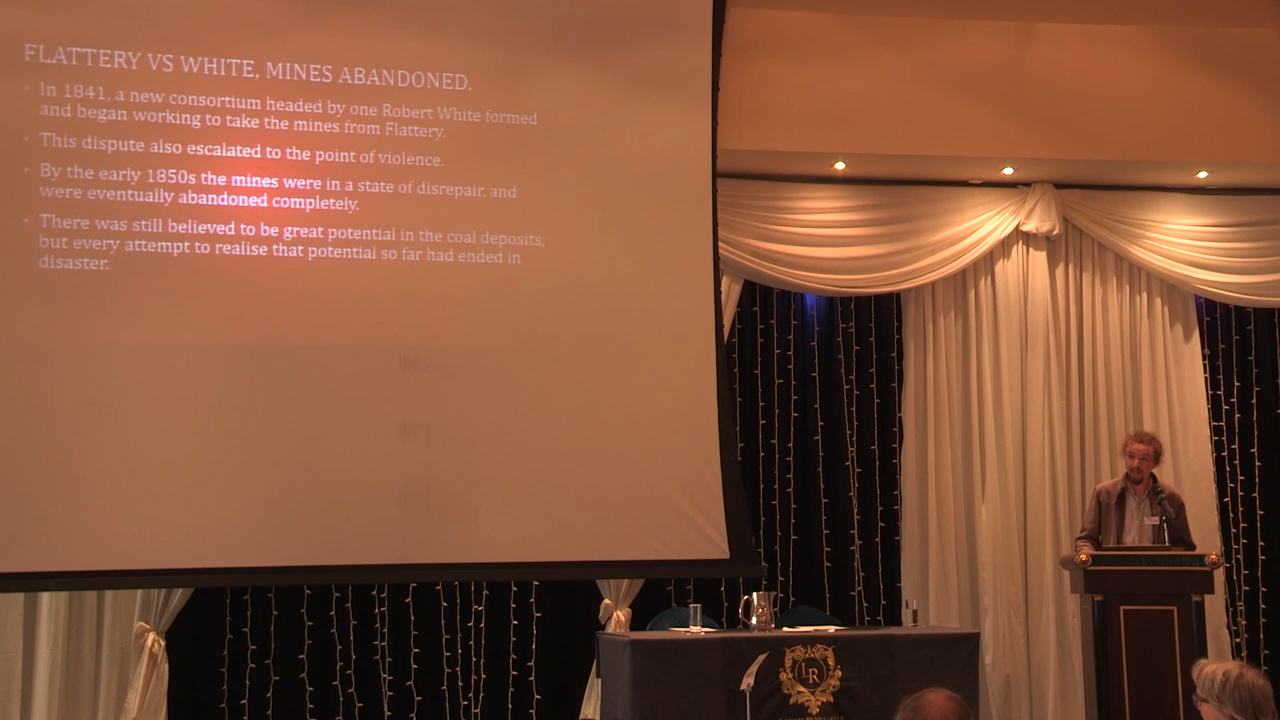 FLATTERY VS WHITE, MINES ABANDONED.
• In 1841, a new consortium headed by one Robert White formed
and began working to take the mines from Flattery.
• This dispute also escalated to the point of violence.
• By the early 1850s the mines were in a state of disrepair, and
were eventually abandoned completely.
• There was still believed to be great potential in the coal deposits,
but every attempt to realise that potential so far had ended in
disaster.
LR